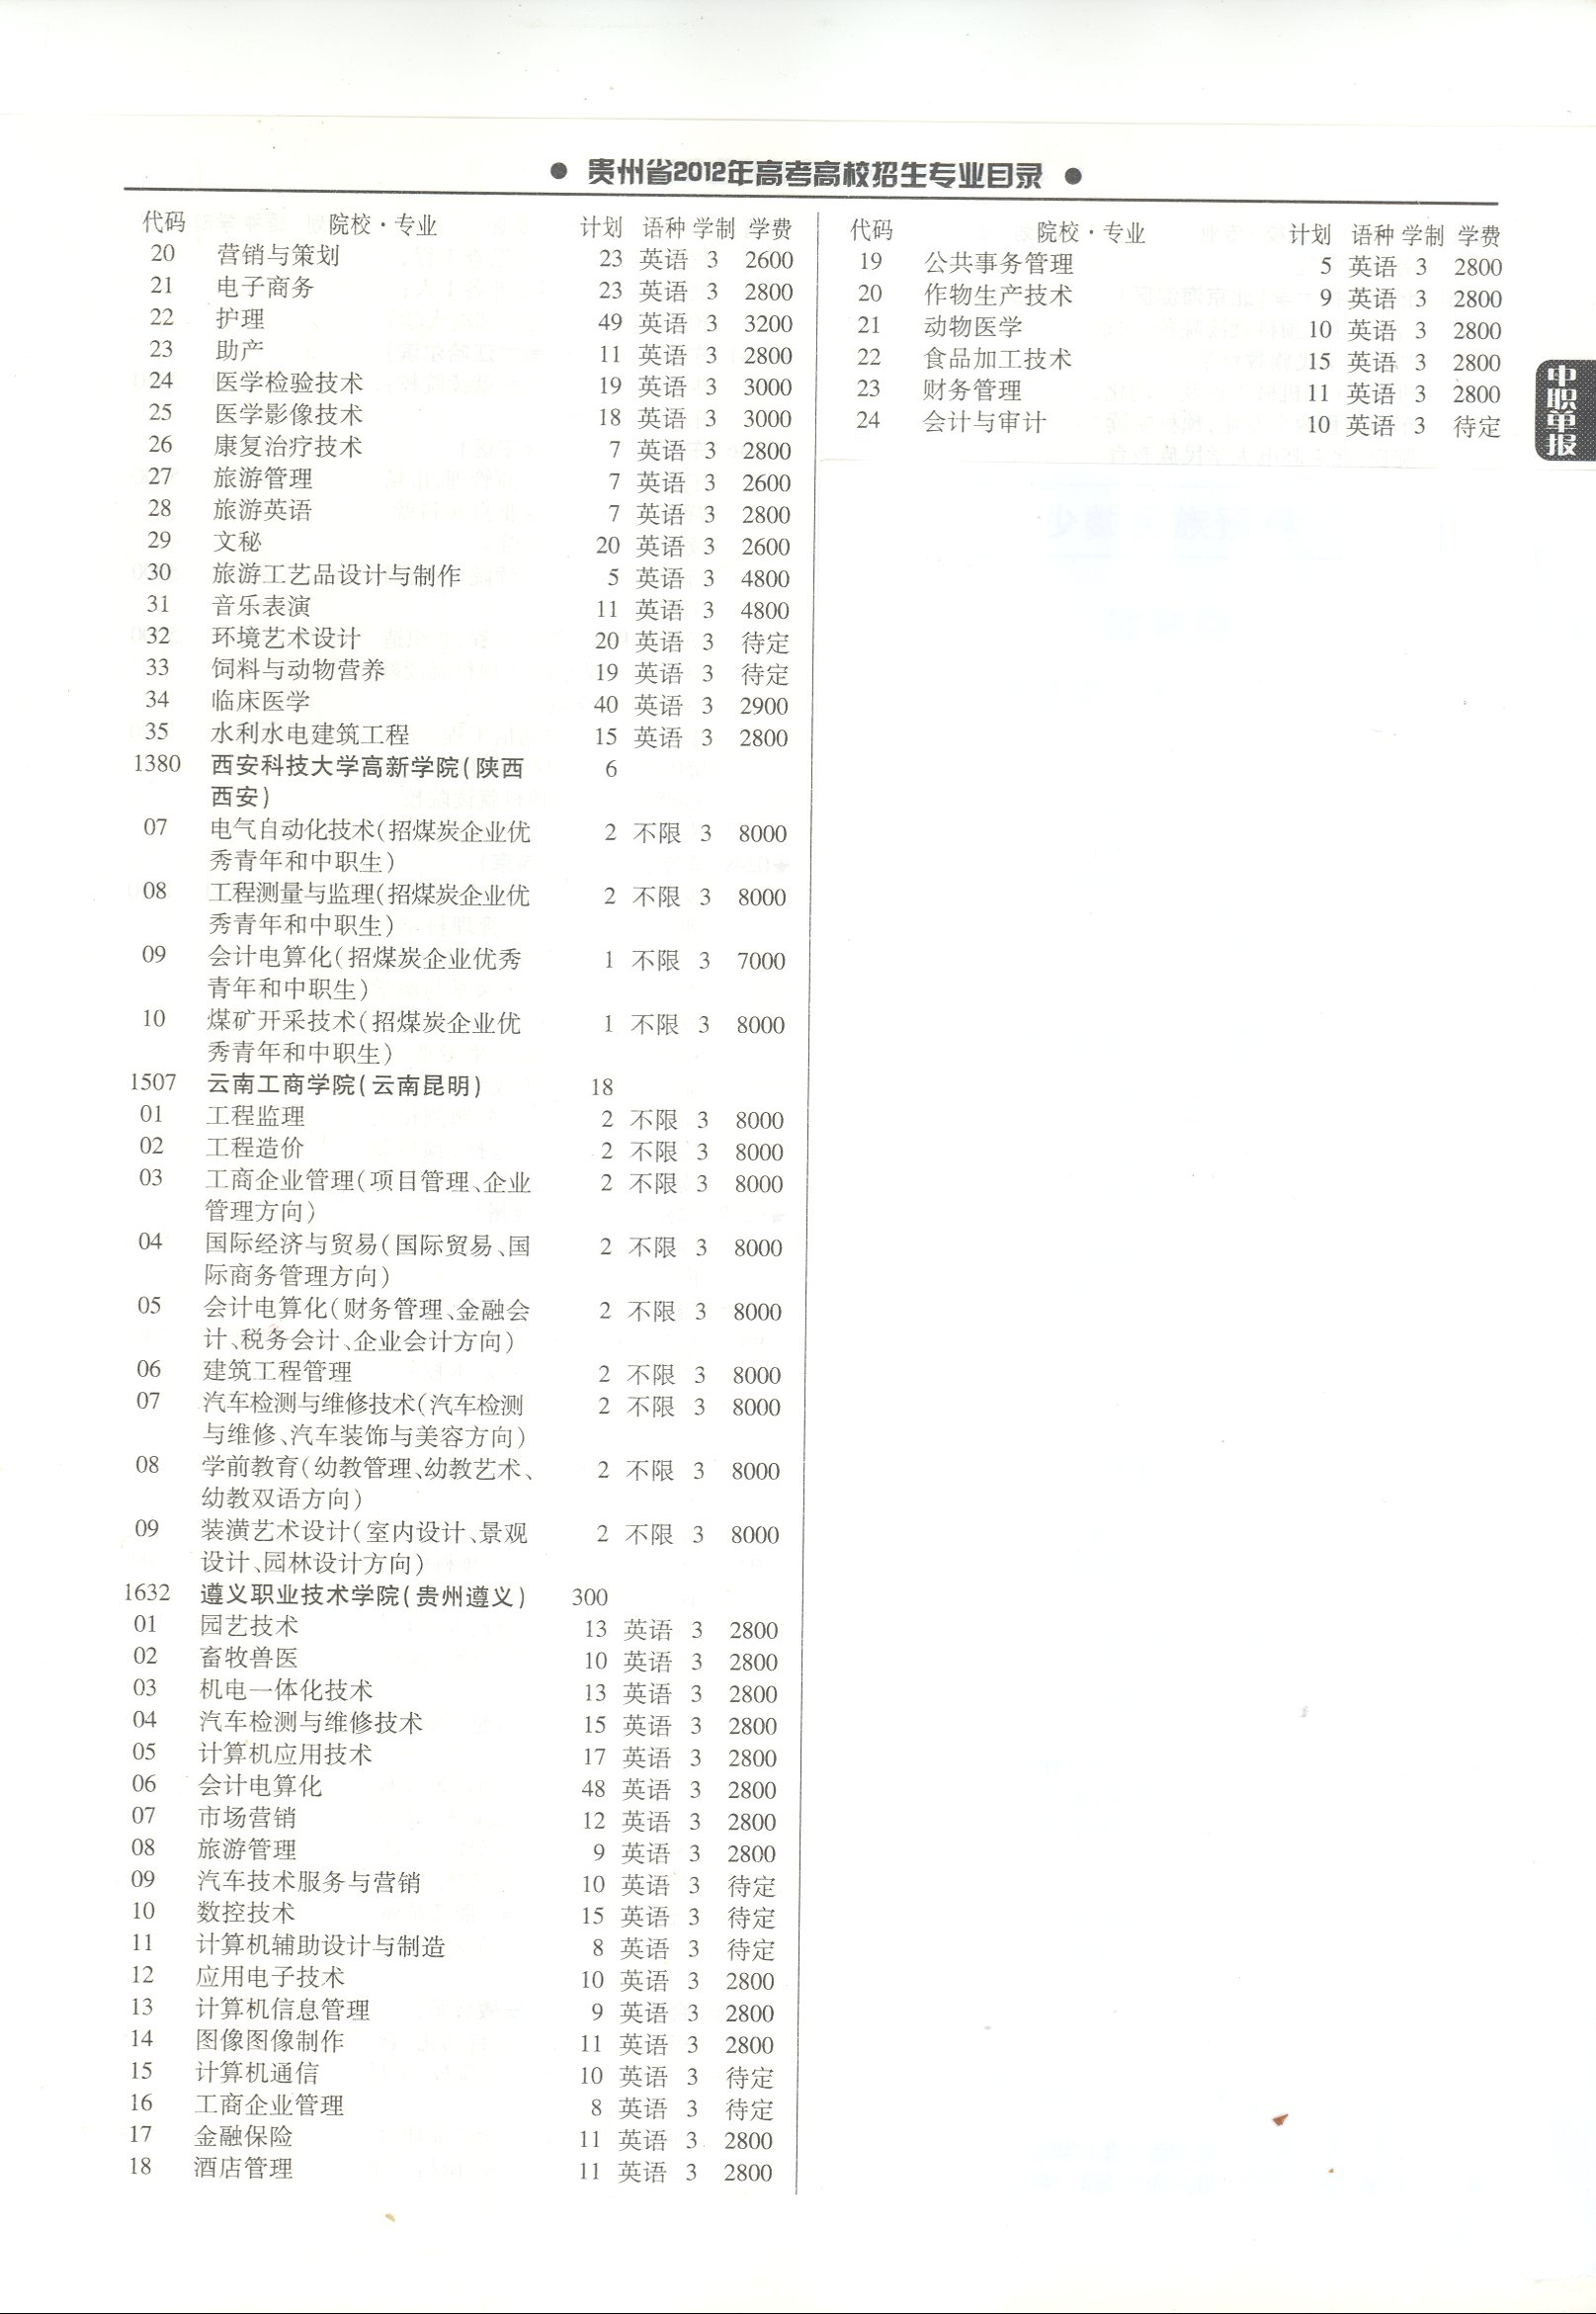 ● 贵州省2012年高考高校招生专业目录 ●
代码 院校·专业 计划 语种 学制 学费
20 营销与策划 23 英语 3 2600
21 电子商务 23 英语 3 2800
22 护理 49 英语 3 3200
23 助产 11 英语 3 2800
24 医学检验技术 19 英语 3 3000
25 医学影像技术 18 英语 3 3000
26 康复治疗技术 7 英语 3 2800
27 旅游管理 7 英语 3 2600
28 旅游英语 7 英语 3 2800
29 文秘 20 英语 3 2600
30 旅游工艺品设计与制作 5 英语 3 4800
31 音乐表演 11 英语 3 4800
32 环境艺术设计 20 英语 3 待定
33 饲料与动物营养 19 英语 3 待定
34 临床医学 40 英语 3 2900
35 水利水电建筑工程 15 英语 3 2800
1380 西安科技大学高新学院(陕西 6
西安)
07 电气自动化技术(招煤炭企业优 2 不限 3 8000
秀青年和中职生)
08 工程测量与监理(招煤炭企业优 2 不限 3 8000
秀青年和中职生)
09 会计电算化(招煤炭企业优秀 1 不限 3 7000
青年和中职生)
10 煤矿开采技术(招煤炭企业优 1 不限 3 8000
秀青年和中职生)
1507 云南工商学院(云南昆明) 18
01 工程监理 2 不限 3 8000
02 工程造价 2 不限 3 8000
03 工商企业管理(项目管理、企业 2 不限 3 8000
管理方向)
04 国际经济与贸易(国际贸易、国 2 不限 3 8000
际商务管理方向)
05 会计电算化(财务管理、金融会 2 不限 3 8000
计、税务会计、企业会计方向)
06 建筑工程管理 2 不限 3 8000
07 汽车检测与维修技术(汽车检测 2 不限 3 8000
与维修、汽车装饰与美容方向)
08 学前教育(幼教管理、幼教艺术、 2 不限 3 8000
幼教双语方向)
09 装潢艺术设计(室内设计、景观 2 不限 3 8000
设计、园林设计方向)
1632 遵义职业技术学院(贵州遵义) 300
01 园艺技术 13 英语 3 2800
02 畜牧兽医 10 英语 3 2800
03 机电一体化技术 13 英语 3 2800
04 汽车检测与维修技术 15 英语 3 2800
05 计算机应用技术 17 英语 3 2800
06 会计电算化 48 英语 3 2800
07 市场营销 12 英语 3 2800
08 旅游管理 9 英语 3 2800
09 汽车技术服务与营销 10 英语 3 待定
10 数控技术 15 英语 3 待定
11 计算机辅助设计与制造 8 英语 3 待定
12 应用电子技术 10 英语 3 2800
13 计算机信息管理 9 英语 3 2800
14 图像图像制作 11 英语 3 2800
15 计算机通信 10 英语 3 待定
16 工商企业管理 8 英语 3 待定
17 金融保险 11 英语 3 2800
18 酒店管理 11 英语 3 2800
代码 院校·专业 计划 语种 学制 学费
19 公共事务管理 5 英语 3 2800
20 作物生产技术 9 英语 3 2800
21 动物医学 10 英语 3 2800
22 食品加工技术 15 英语 3 2800
23 财务管理 11 英语 3 2800
24 会计与审计 10 英语 3 待定
中职单报